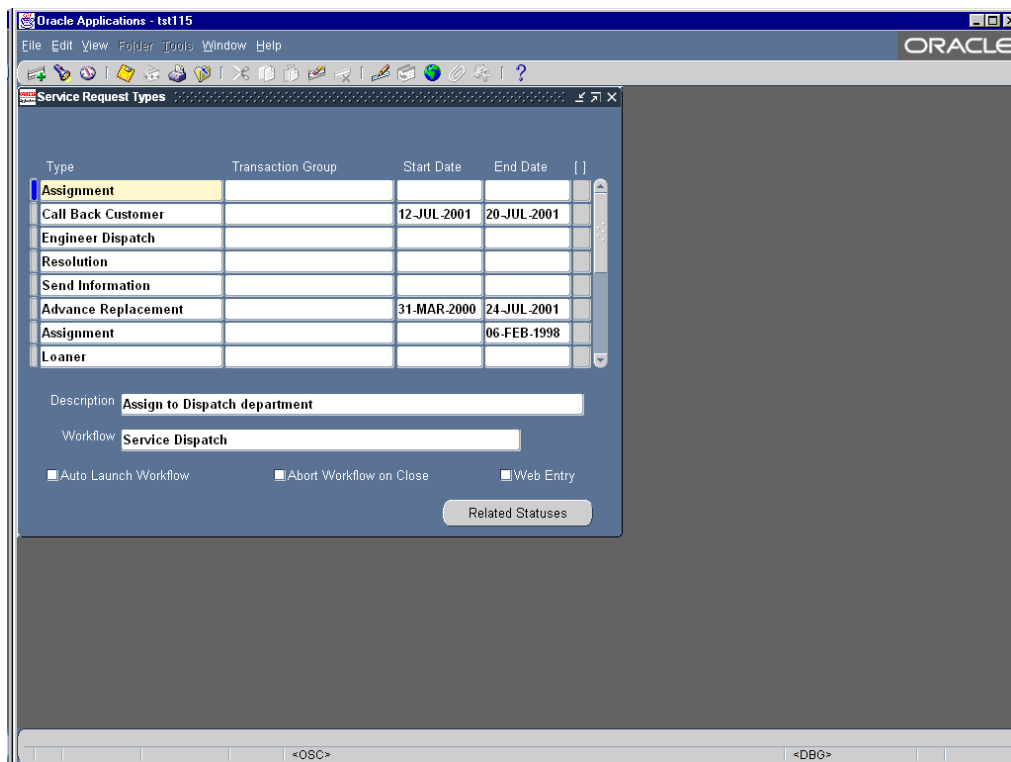 Oracle Applications - tst115
File Edit View Folder Tools Window Help
ORACLE
Service Request Types
Type Transaction Group Start Date End Date [ ]
Assignment
Call Back Customer 12-JUL-2001 20-JUL-2001
Engineer Dispatch
Resolution
Send Information
Advance Replacement 31-MAR-2000 24-JUL-2001
Assignment 06-FEB-1998
Loaner
Description Assign to Dispatch department
Workflow Service Dispatch
Auto Launch Workflow Abort Workflow on Close Web Entry
Related Statuses
<OSC> <DBG>